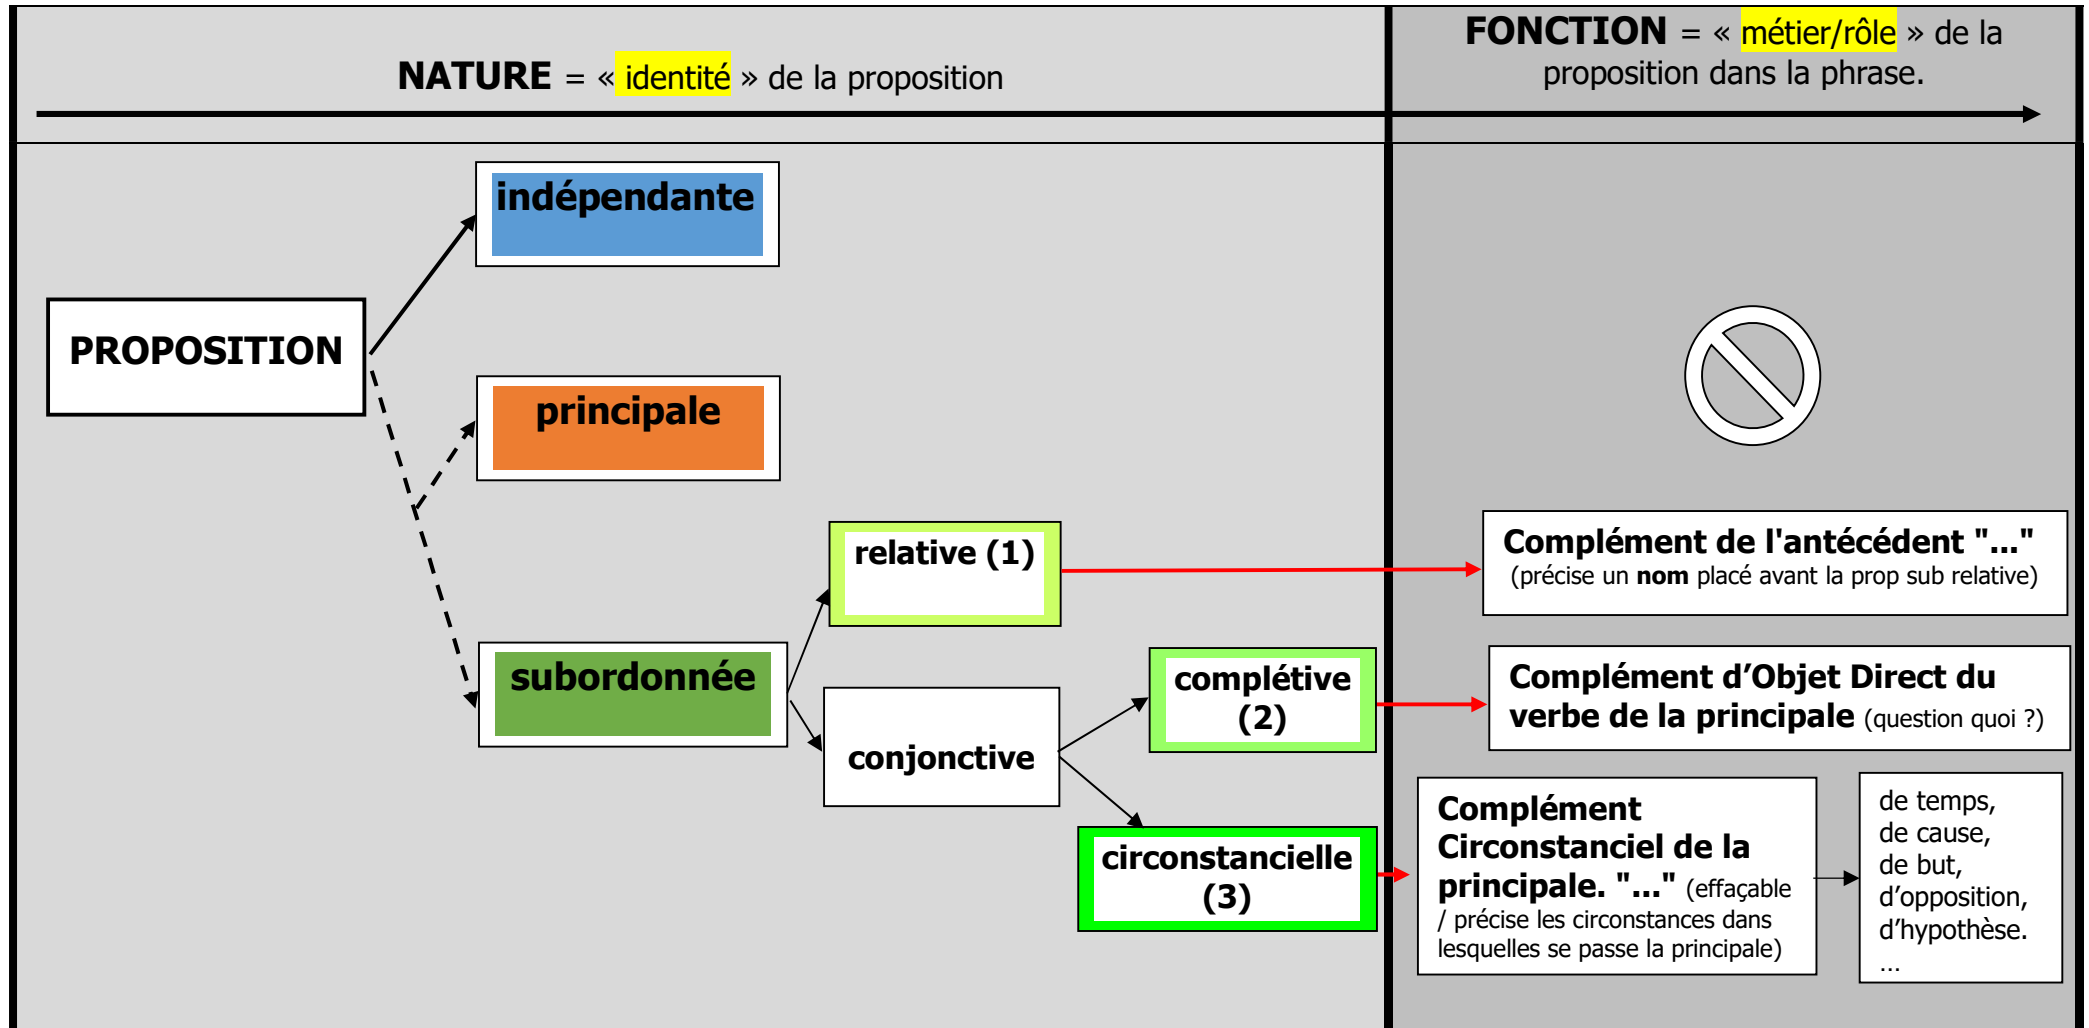 NATURE = « identité » de la proposition
FONCTION = « métier/rôle » de la
proposition dans la phrase.
indépendante
PROPOSITION
principale
relative (1)
Complément de l'antécédent "..."
(précise un nom placé avant la prop sub relative)
subordonnée
conjonctive
complétive
(2)
Complément d’Objet Direct du
verbe de la principale (question quoi ?)
circonstancielle
(3)
Complément
Circonstanciel de la
principale. "..." (effaçable
/ précise les circonstances dans
lesquelles se passe la principale)
de temps,
de cause,
de but,
d’opposition,
d’hypothèse.
…